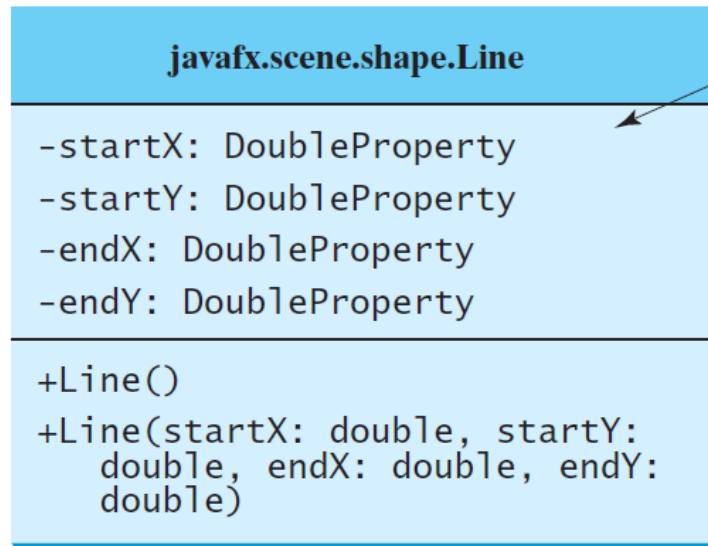 javafx.scene.shape.Line
-startX: DoubleProperty
-startY: DoubleProperty
-endX: DoubleProperty
-endY: DoubleProperty
+Line()
+Line(startX: double, startY:
double, endX: double, endY:
double)